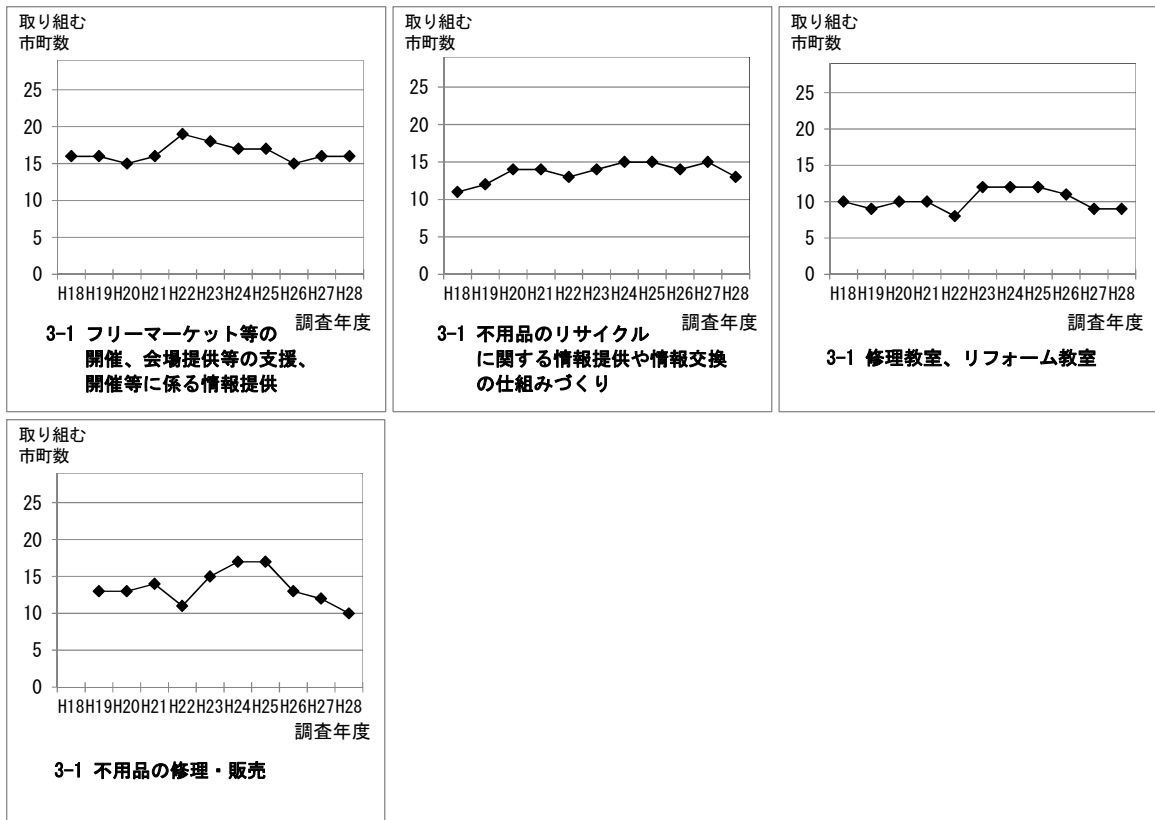 取り組む
市町数
25
20
15
10
5
0
H18H19H20H21H22H23H24H25H26H27H28
調査年度
3-1 フリーマーケット等の
開催、会場提供等の支援、
開催等に係る情報提供
取り組む
市町数
25
20
15
10
5
0
H18H19H20H21H22H23H24H25H26H27H28
調査年度
3-1 不用品のリサイクル
に関する情報提供や情報交換
の仕組みづくり
取り組む
市町数
25
20
15
10
5
0
H18H19H20H21H22H23H24H25H26H27H28
調査年度
3-1 修理教室、リフォーム教室
取り組む
市町数
25
20
15
10
5
0
H18H19H20H21H22H23H24H25H26H27H28
調査年度
3-1 不用品の修理・販売